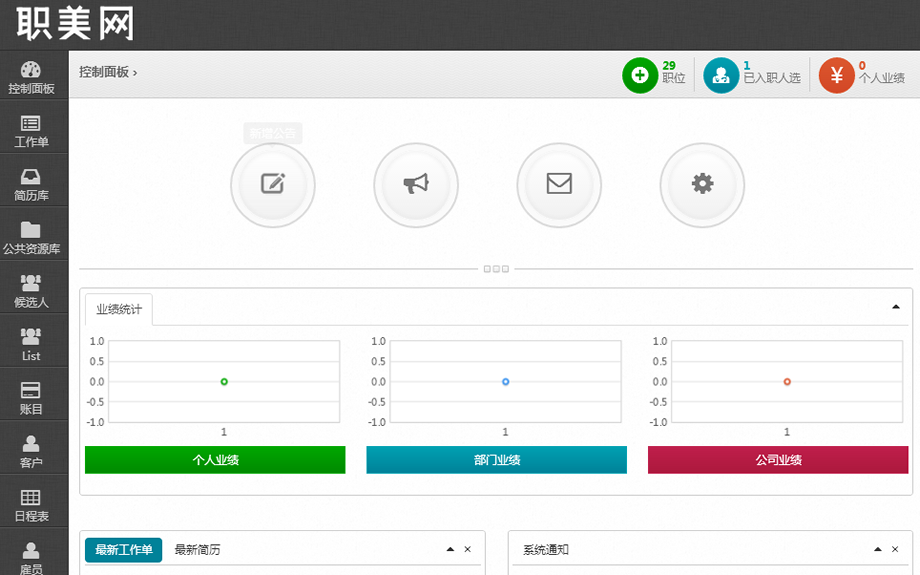 职美网
控制面板 ›
29
职位
1
已入职人选
0
个人业绩
控制面板
工作单
简历库
公共资源库
候选人
List
账目
客户
日程表
雇员
新增公告
业绩统计
1.0
0.5
0.0
-0.5
-1.0
1
个人业绩
1.0
0.5
0.0
-0.5
-1.0
1
部门业绩
1.0
0.5
0.0
-0.5
-1.0
1
公司业绩
最新工作单 最新简历
系统通知